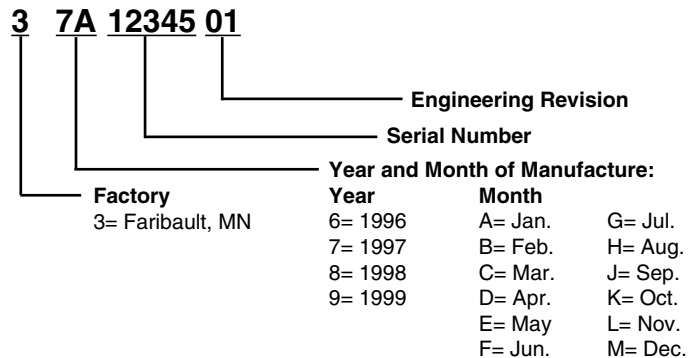 3 7A 12345 01
Engineering Revision
Serial Number
Year and Month of Manufacture:
Factory Year Month
3= Faribault, MN 6= 1996 A= Jan. G= Jul.
7= 1997 B= Feb. H= Aug.
8= 1998 C= Mar. J= Sep.
9= 1999 D= Apr. K= Oct.
E= May L= Nov.
F= Jun. M= Dec.